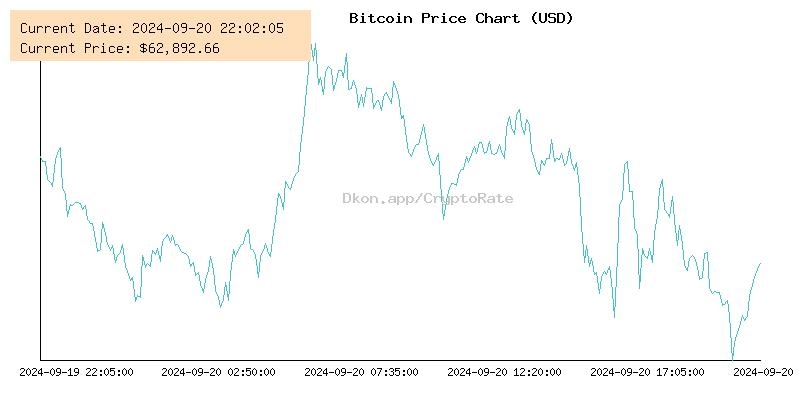 Bitcoin Price Chart (USD)
Current Date: 2024-09-20 22:02:05
Current Price: $62,892.66
Dkon.app/CryptoRate
2024-09-19 22:05:00 2024-09-20 02:50:00 2024-09-20 07:35:00 2024-09-20 12:20:00 2024-09-20 17:05:00 2024-09-20